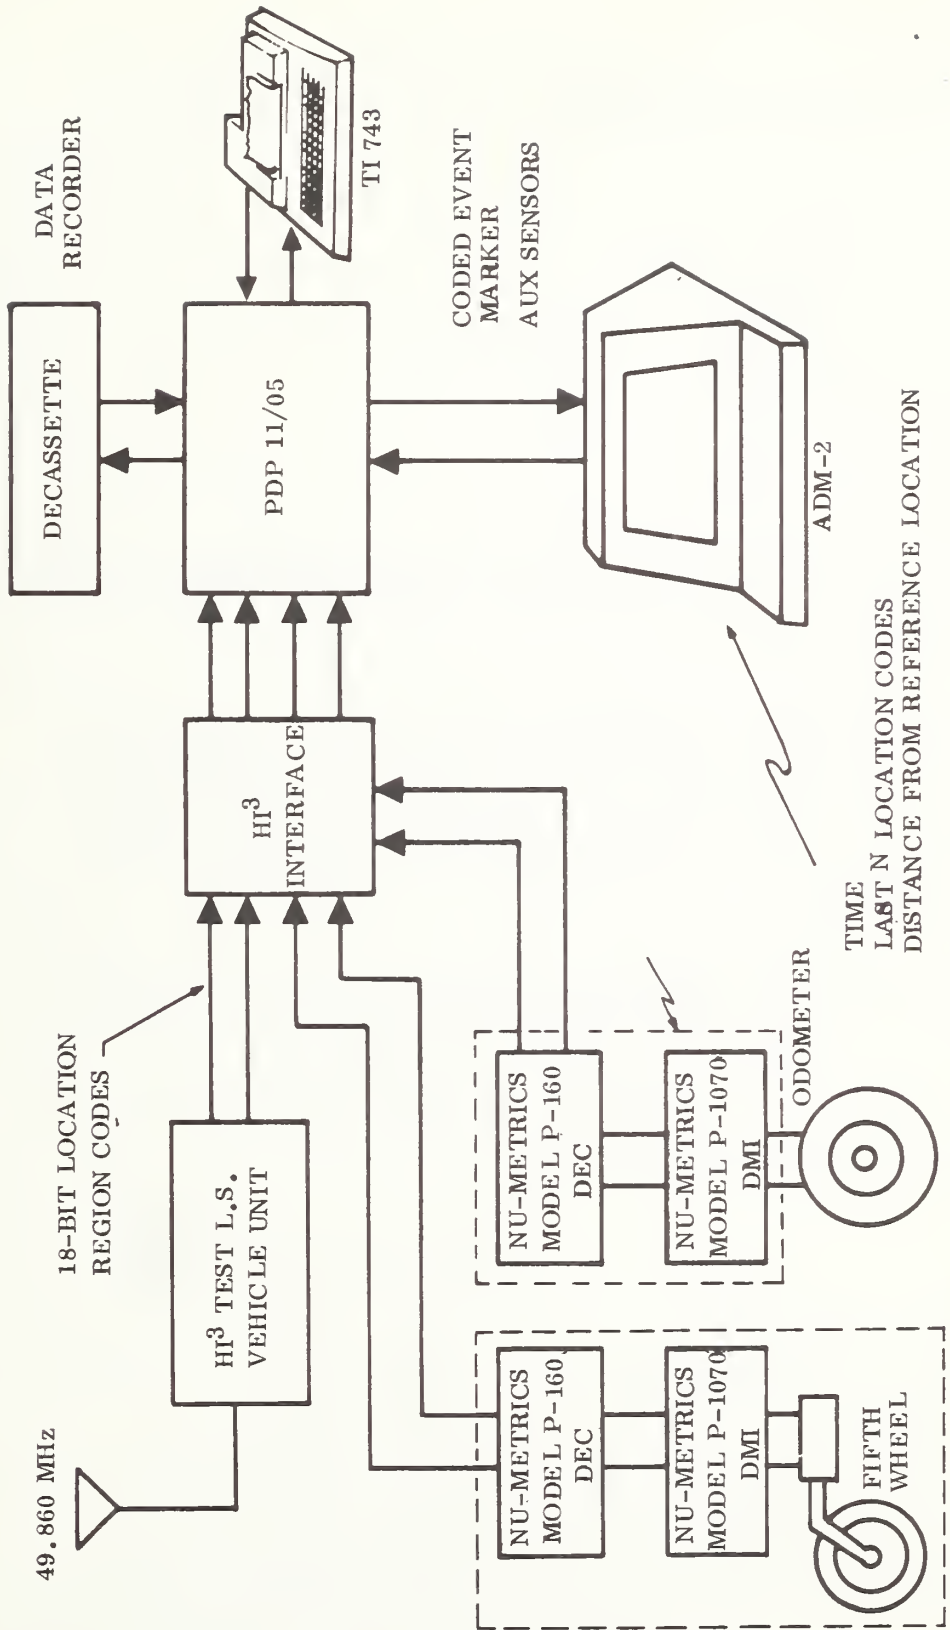 49.860 MHz
18-BIT LOCATION
REGION CODES
HI³ TEST L.S.
VEHICLE UNIT
HI³
INTERFACE
DECASSETTE
DATA
RECORDER
PDP 11/05
TI 743
CODED EVENT
MARKER
AUX SENSORS
ADM-2
NU-METRICS
MODEL P-160
DEC
NU-METRICS
MODEL P-1070
DMI
FIFTH
WHEEL
NU-METRICS
MODEL P-160
DEC
NU-METRICS
MODEL P-1070
DMI
ODOMETER
TIME
LAST N LOCATION CODES
DISTANCE FROM REFERENCE LOCATION